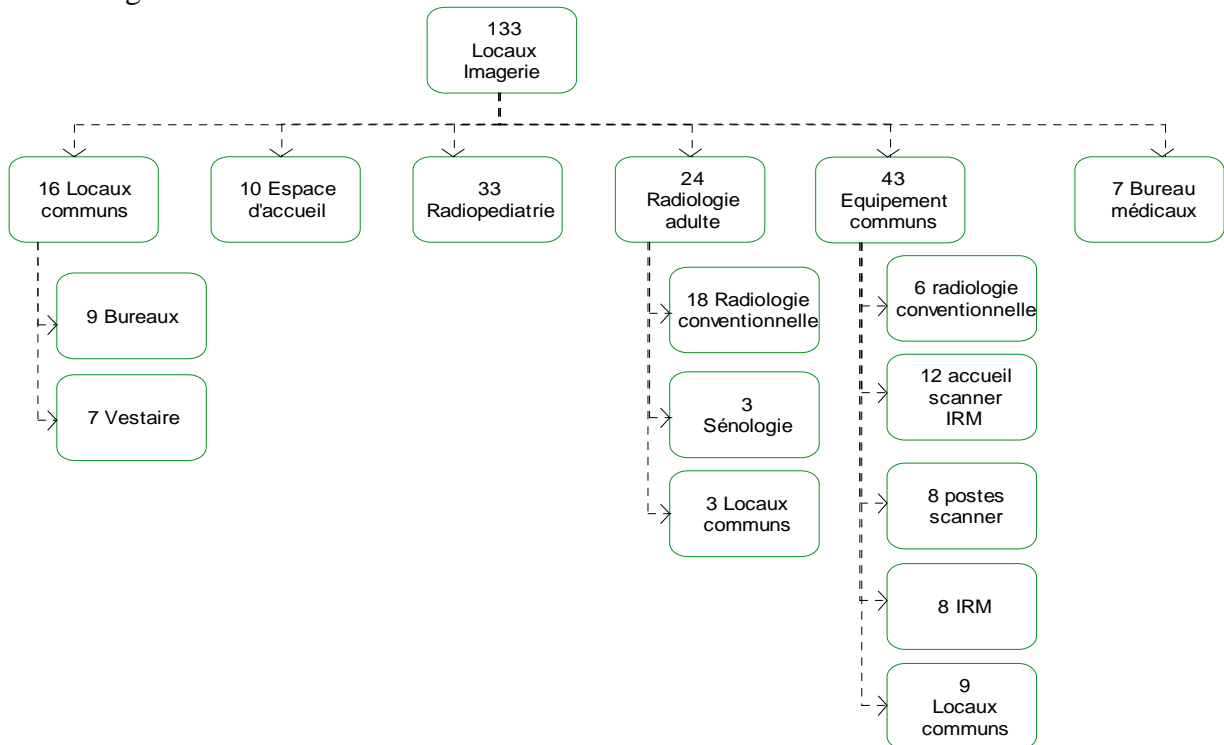 133
Locaux
Imagerie
16 Locaux
communs
10 Espace
d'accueil
33
Radiopediatrie
24
Radiologie
adulte
43
Equipement
communs
7 Bureau
médicaux
9 Bureaux
7 Vestaire
18 Radiologie
conventionnelle
3
Sénologie
3 Locaux
communs
6 radiologie
conventionnelle
12 accueil
scanner
IRM
8 postes
scanner
8 IRM
9
Locaux
communs